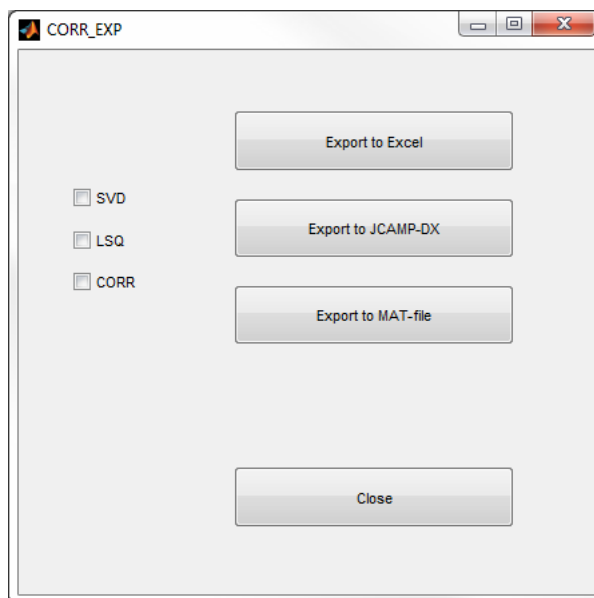 CORR_EXP
Export to Excel
SVD
Export to JCAMP-DX
LSQ
CORR
Export to MAT-file
Close